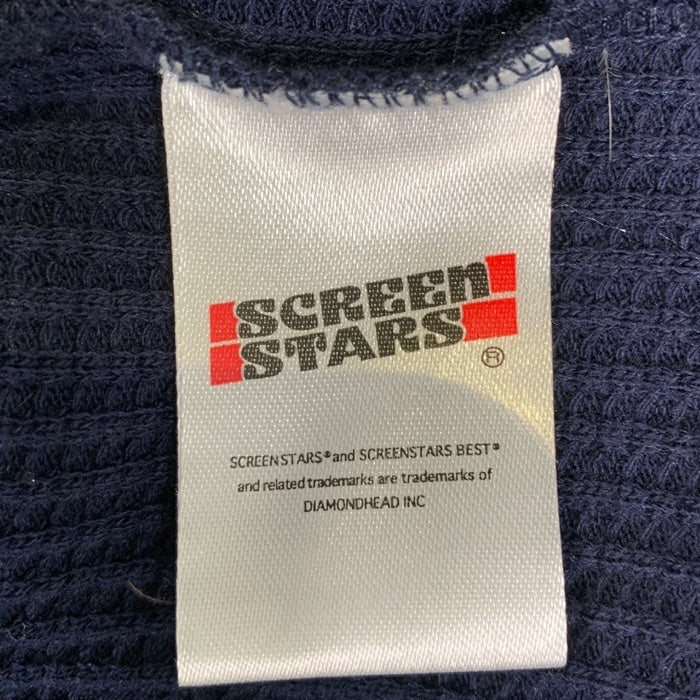 SCREEN
STARS
®
SCREENSTARS® and SCREENSTARS BEST®
and related trademarks are trademarks of
DIAMONDHEAD INC